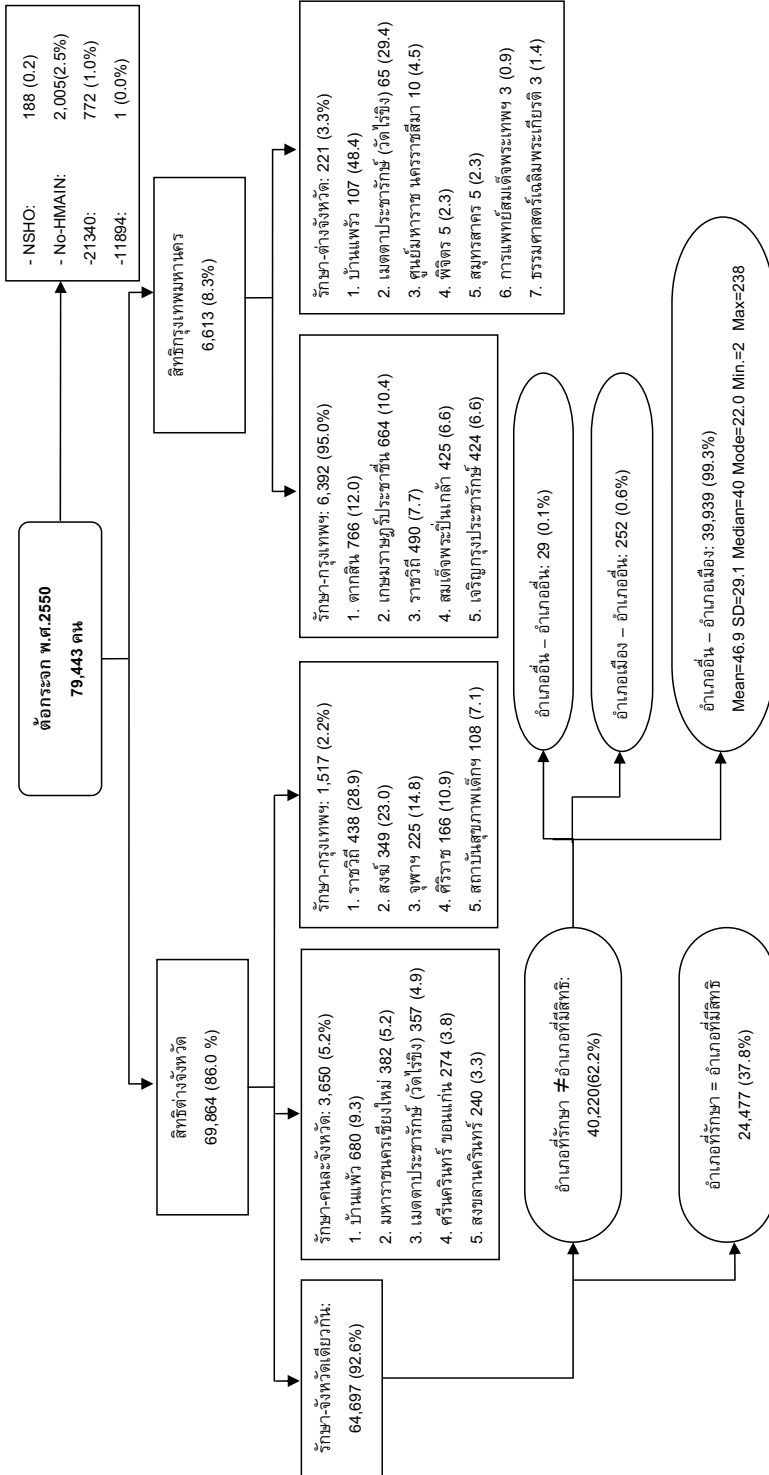 ต้อกระจก พ.ศ.2550
79,443 คน
- NSHO: 188 (0.2)
- No-HMAIN: 2,005(2.5%)
-21340: 772 (1.0%)
-11894: 1 (0.0%)
สิทธิต่างจังหวัด
69,864 (86.0 %)
สิทธิกรุงเทพมหานคร
6,613 (8.3%)
รักษา-จังหวัดเดียวกัน:
64,697 (92.6%)
รักษา-คนละจังหวัด: 3,650 (5.2%)
1. บ้านแพ้ว 680 (9.3)
2. มหาราชนครเชียงใหม่ 382 (5.2)
3. เมตตาประชารักษ์ (วัดไร่ขิง) 357 (4.9)
4. ศรีนครินทร์ ขอนแก่น 274 (3.8)
5. สงขลานครินทร์ 240 (3.3)
รักษา-กรุงเทพฯ: 1,517 (2.2%)
1. ราชวิถี 438 (28.9)
2. สงฆ์ 349 (23.0)
3. จุฬาฯ 225 (14.8)
4. ศิริราช 166 (10.9)
5. สถาบันสุขภาพเด็กฯ 108 (7.1)
รักษา-กรุงเทพฯ: 6,392 (95.0%)
1. ตากสิน 766 (12.0)
2. เกษมราษฎร์ประชาชื่น 664 (10.4)
3. ราชวิถี 490 (7.7)
4. สมเด็จพระปิ่นเกล้า 425 (6.6)
5. เจริญกรุงประชารักษ์ 424 (6.6)
รักษา-ต่างจังหวัด: 221 (3.3%)
1. บ้านแพร้ว 107 (48.4)
2. เมตตาประชารักษ์ (วัดไร่ขิง) 65 (29.4)
3. ศูนย์มหาราช นครราชสีมา 10 (4.5)
4. พิจิตร 5 (2.3)
5. สมุทรสาคร 5 (2.3)
6. การแพทย์สมเด็จพระเทพฯ 3 (0.9)
7. ธรรมศาสตร์เฉลิมพระเกียรติ 3 (1.4)
อำเภอที่รักษา ≠อำเภอที่มีสิทธิ:
40,220(62.2%)
อำเภอที่รักษา = อำเภอที่มีสิทธิ
24,477 (37.8%)
อำเภออื่น – อำเภออื่น: 29 (0.1%)
อำเภอเมือง – อำเภออื่น: 252 (0.6%)
อำเภออื่น – อำเภอเมือง: 39,939 (99.3%)
Mean=46.9 SD=29.1 Median=40 Mode=22.0 Min.=2 Max=238